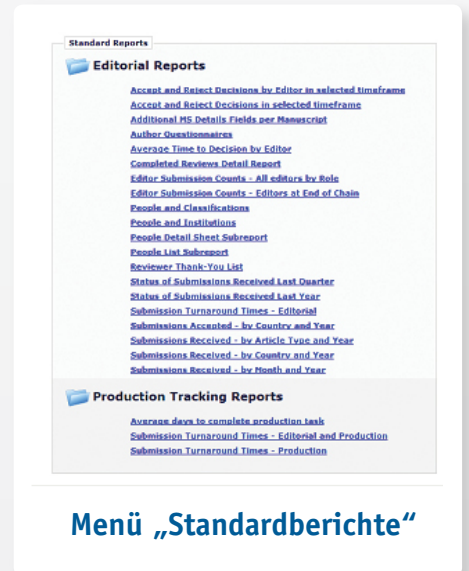 Standard Reports
Editorial Reports
Accept and Reject Decisions by Editor in selected timeframe
Accept and Reject Decisions in selected timeframe
Additional MS Details Fields per Manuscript
Author Questionnaires
Average Time to Decision by Editor
Completed Reviews Detail Report
Editor Submission Counts - All editors by Role
Editor Submission Counts - Editors at End of Chain
People and Classifications
People and Institutions
People Detail Sheet Subreport
People List Subreport
Reviewer Thank-You List
Status of Submissions Received Last Quarter
Status of Submissions Received Last Year
Submission Turnaround Times - Editorial
Submissions Accepted - by Country and Year
Submissions Received - by Article Type and Year
Submissions Received - by Country and Year
Submissions Received - by Month and Year
Production Tracking Reports
Average days to complete production task
Submission Turnaround Times - Editorial and Production
Submission Turnaround Times - Production
Menü „Standardberichte“